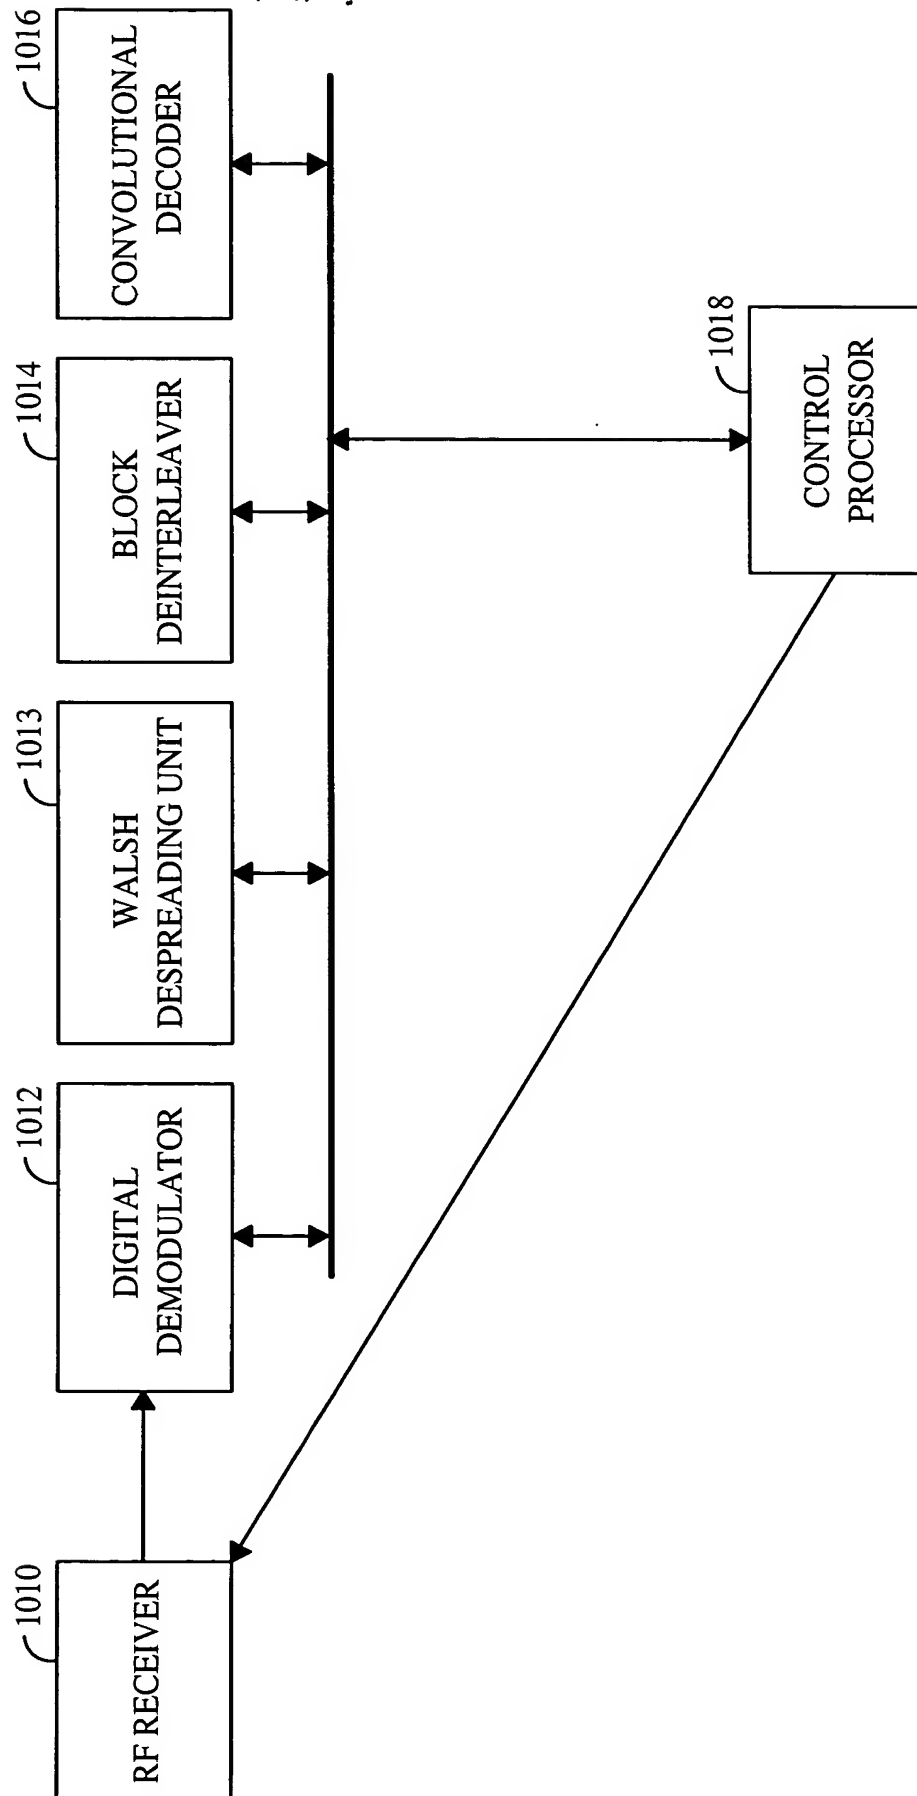 1010
RF RECEIVER
1012
DIGITAL
DEMODULATOR
1013
WALSH
DESPREADING UNIT
1014
BLOCK
DEINTERLEAVER
1016
CONVOLUTIONAL
DECODER
1018
CONTROL
PROCESSOR